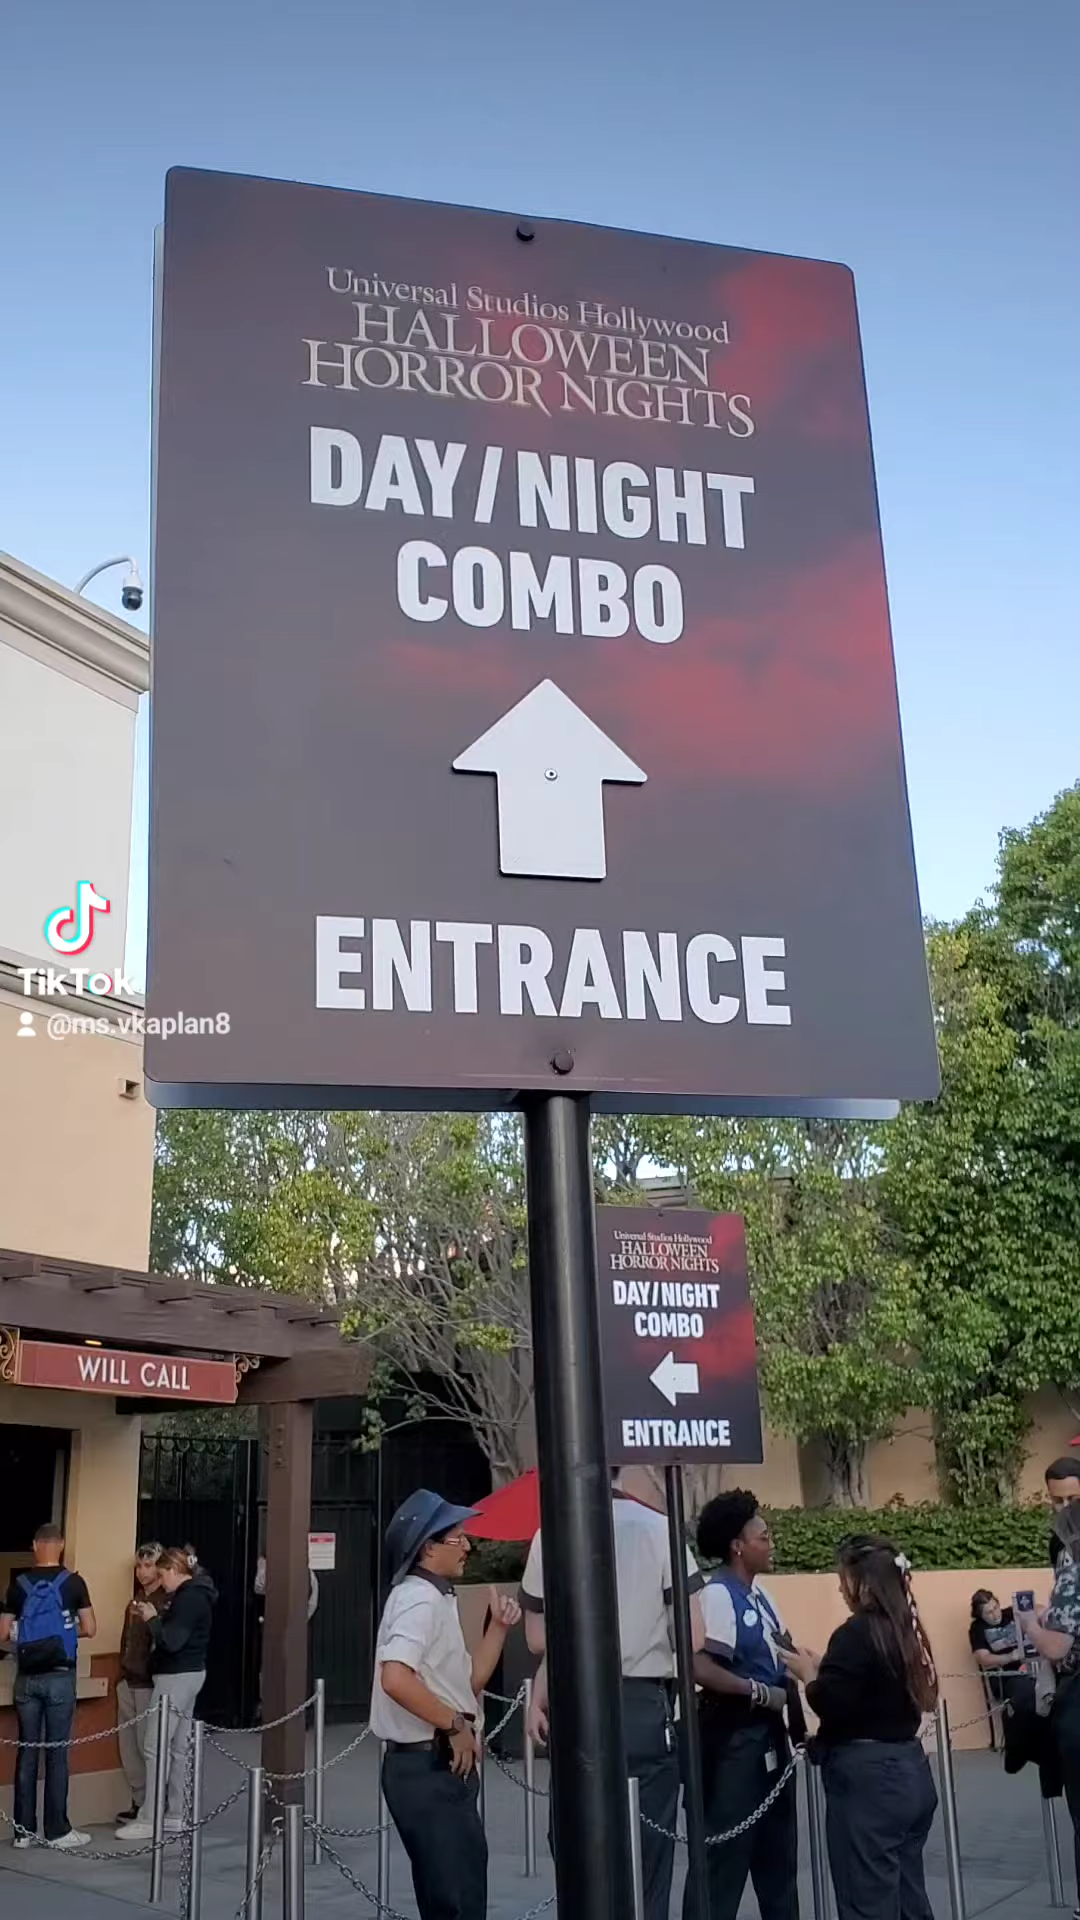 Universal Studios Hollywood
HALLOWEEN
HORROR NIGHTS
DAY/NIGHT
COMBO
ENTRANCE
TikTok
@ms.vkaplan8
Universal Studios Hollywood
HALLOWEEN
HORROR NIGHTS
DAY/NIGHT
COMBO
ENTRANCE
WILL CALL